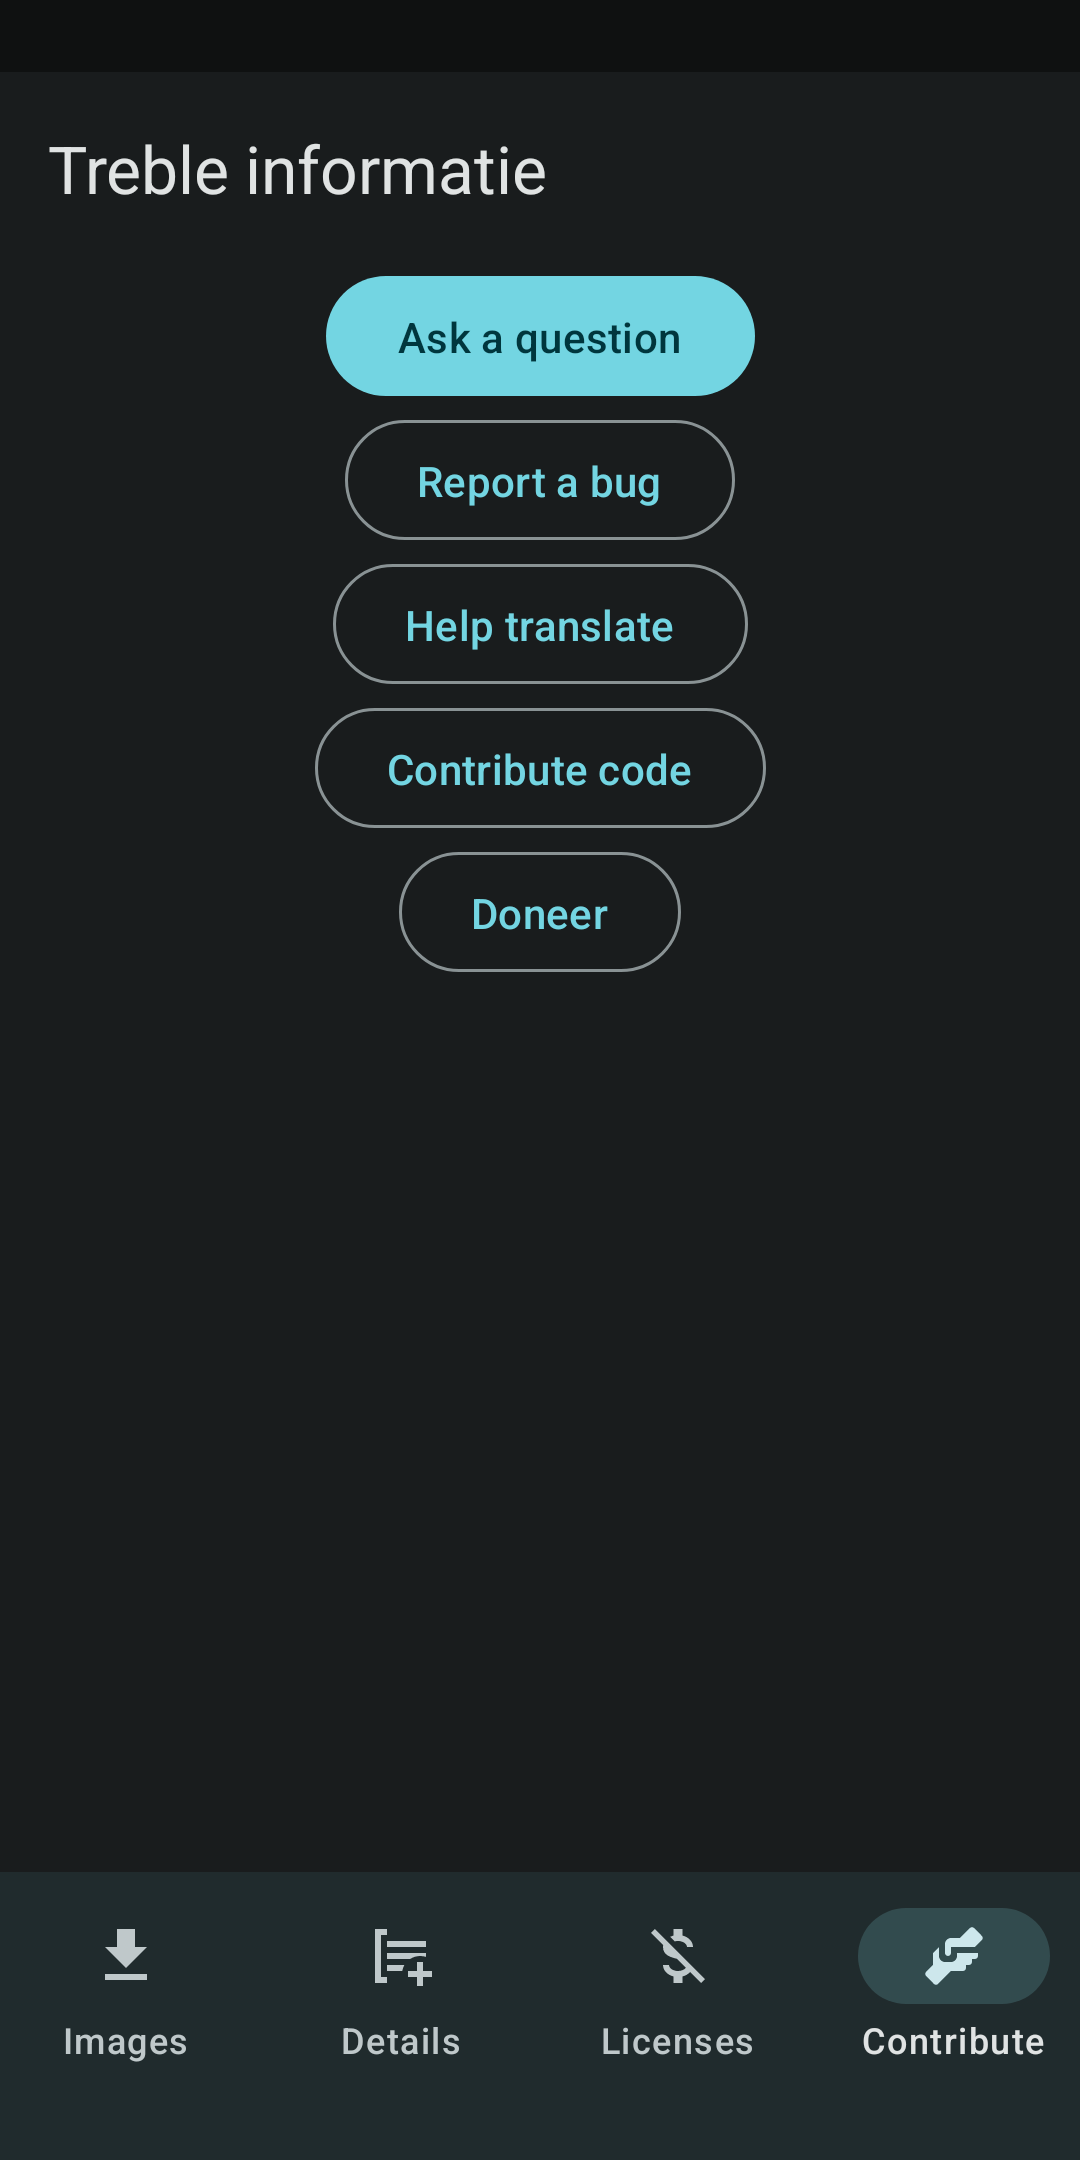 Treble informatie
Ask a question
Report a bug
Help translate
Contribute code
Doneer
Images
Details
Licenses
Contribute